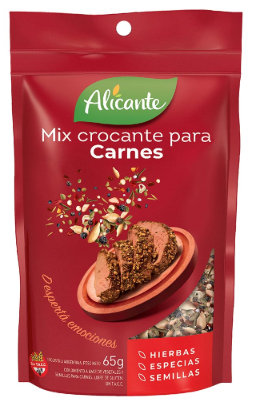 Alicante
Mix crocante para
Carnes
Despertá emociones
65g
HIERBAS
ESPECIAS
SEMILLAS